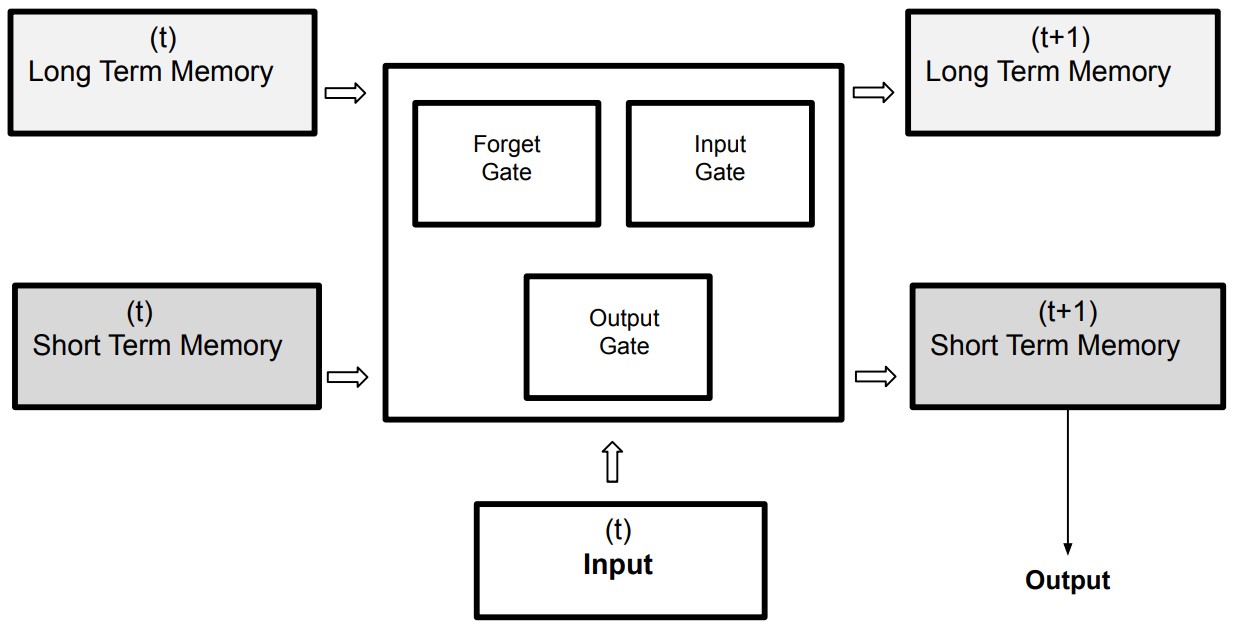 (t)
Long Term Memory
(t+1)
Long Term Memory
Forget
Gate
Input
Gate
(t)
Short Term Memory
Output
Gate
(t+1)
Short Term Memory
(t)
Input
Output